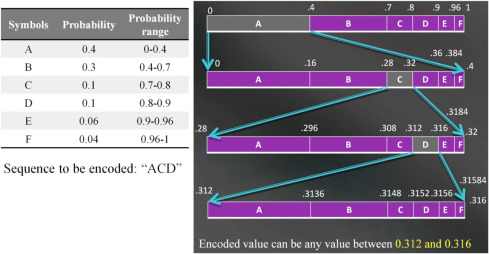 Symbols Probability Probability range
A 0.4 0-0.4
B 0.3 0.4-0.7
C 0.1 0.7-0.8
D 0.1 0.8-0.9
E 0.06 0.9-0.96
F 0.04 0.96-1
Sequence to be encoded: “ACD”
0 .4 .7 .8 .9 .96 1
A B C D E F
0 .16 .28 .32 .36 .384 .4
A B C D E F
.28 .296 .308 .312 .316 .3184 .32
A B C D E F
.312 .3136 .3148 .3152 .3156 .31584 .316
A B C D E F
Encoded value can be any value between 0.312 and 0.316